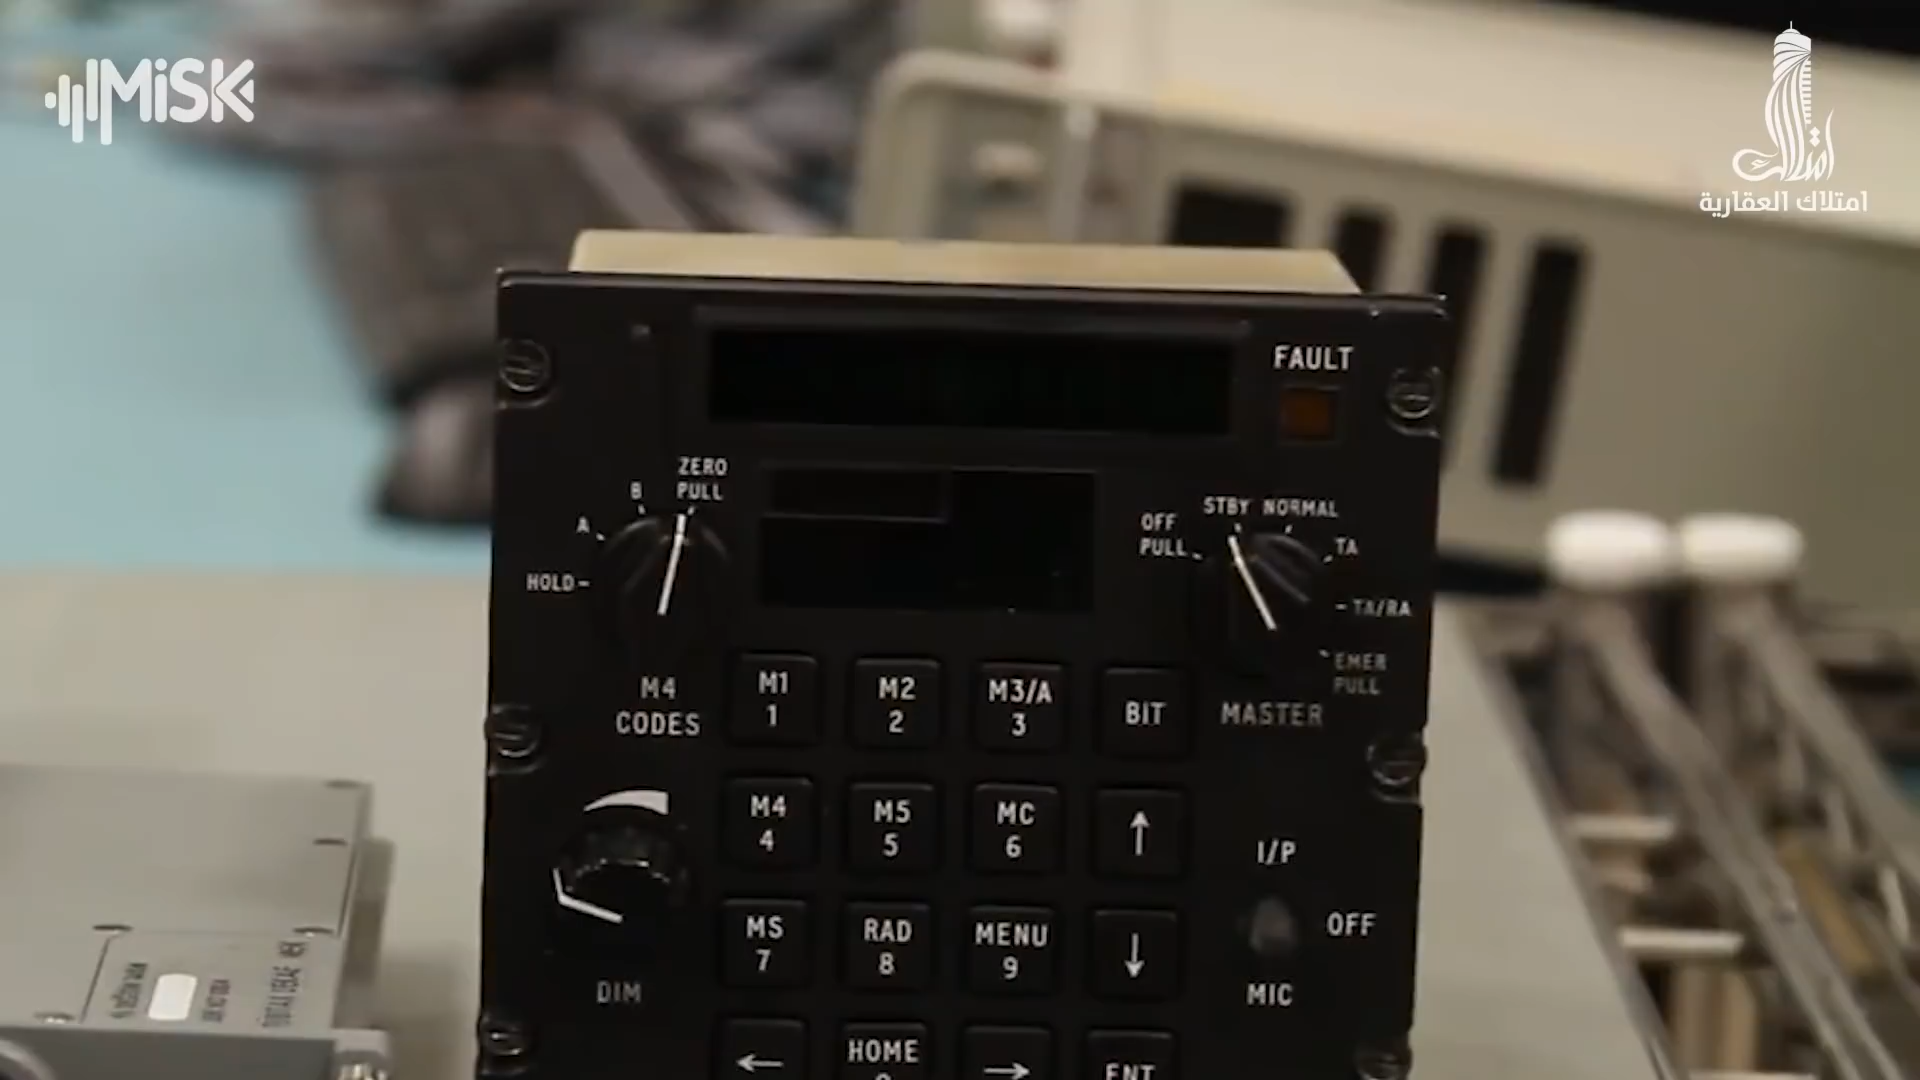 MiSK
امتلاك
امتلاك العقارية
FAULT
ZERO
PULL
B
A
HOLD
M4
CODES
OFF
PULL
STBY NORMAL
TA
TA/RA
EMER
PULL
MASTER
M1
1
M2
2
M3/A
3
BIT
M4
4
M5
5
MC
6
↑
I/P
OFF
MIC
DIM
MS
7
RAD
8
MENU
9
↓
←
HOME
→
ENT